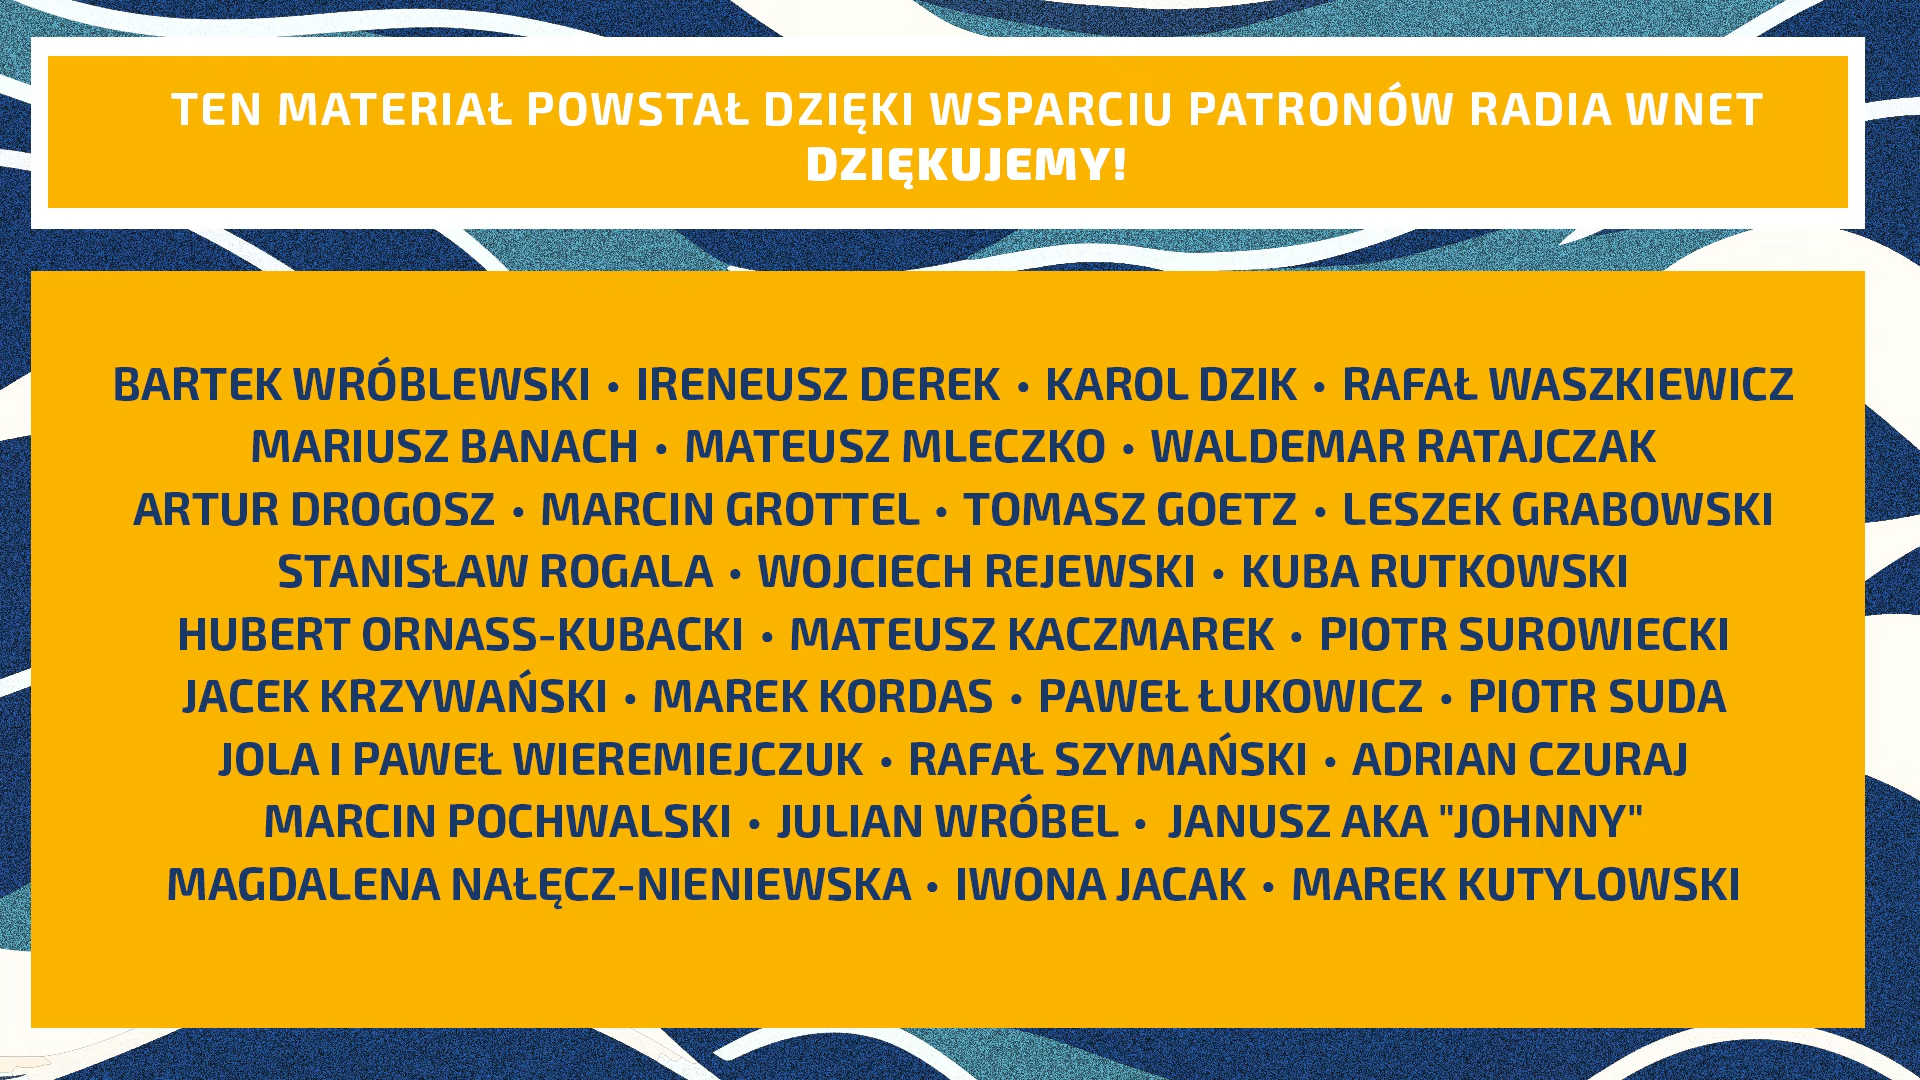 TEN MATERIAŁ POWSTAŁ DZIĘKI WSPARCIU PATRONÓW RADIA WNET
DZIĘKUJEMY!
BARTEK WRÓBLEWSKI • IRENEUSZ DEREK • KAROL DZIK • RAFAŁ WASZKIEWICZ
MARIUSZ BANACH • MATEUSZ MLECZKO • WALDEMAR RATAJCZAK
ARTUR DROGOSZ • MARCIN GROTTEL • TOMASZ GOETZ • LESZEK GRABOWSKI
STANISŁAW ROGALA • WOJCIECH REJEWSKI • KUBA RUTKOWSKI
HUBERT ORNASS-KUBACKI • MATEUSZ KACZMAREK • PIOTR SUROWIECKI
JACEK KRZYWAŃSKI • MAREK KORDAS • PAWEŁ ŁUKOWICZ • PIOTR SUDA
JOLA I PAWEŁ WIEREMIEJCZUK • RAFAŁ SZYMAŃSKI • ADRIAN CZURAJ
MARCIN POCHWALSKI • JULIAN WRÓBEL • JANUSZ AKA "JOHNNY"
MAGDALENA NAŁĘCZ-NIENIEWSKA • IWONA JACAK • MAREK KUTYLOWSKI